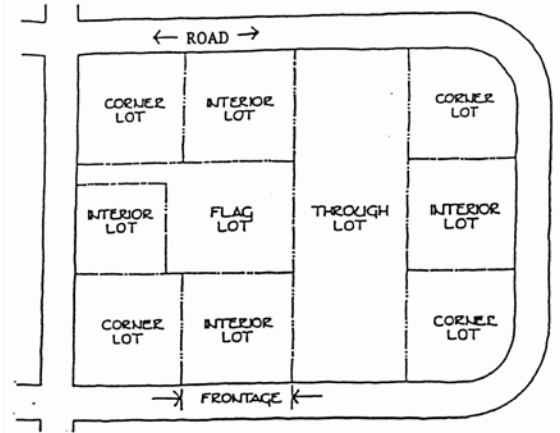 ← ROAD →
CORNER
LOT
INTERIOR
LOT
CORNER
LOT
INTERIOR
LOT
FLAG
LOT
THROUGH
LOT
INTERIOR
LOT
CORNER
LOT
INTERIOR
LOT
CORNER
LOT
FRONTAGE